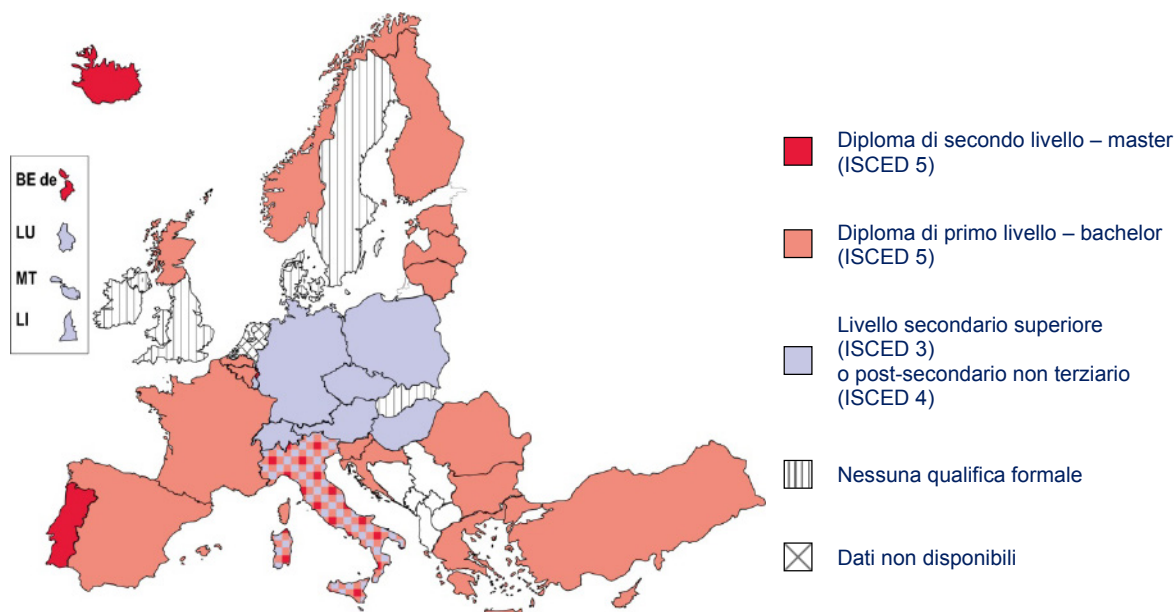 BE de
LU
MT
LI
Diploma di secondo livello – master
(ISCED 5)
Diploma di primo livello – bachelor
(ISCED 5)
Livello secondario superiore
(ISCED 3)
o post-secondario non terziario
(ISCED 4)
Nessuna qualifica formale
Dati non disponibili